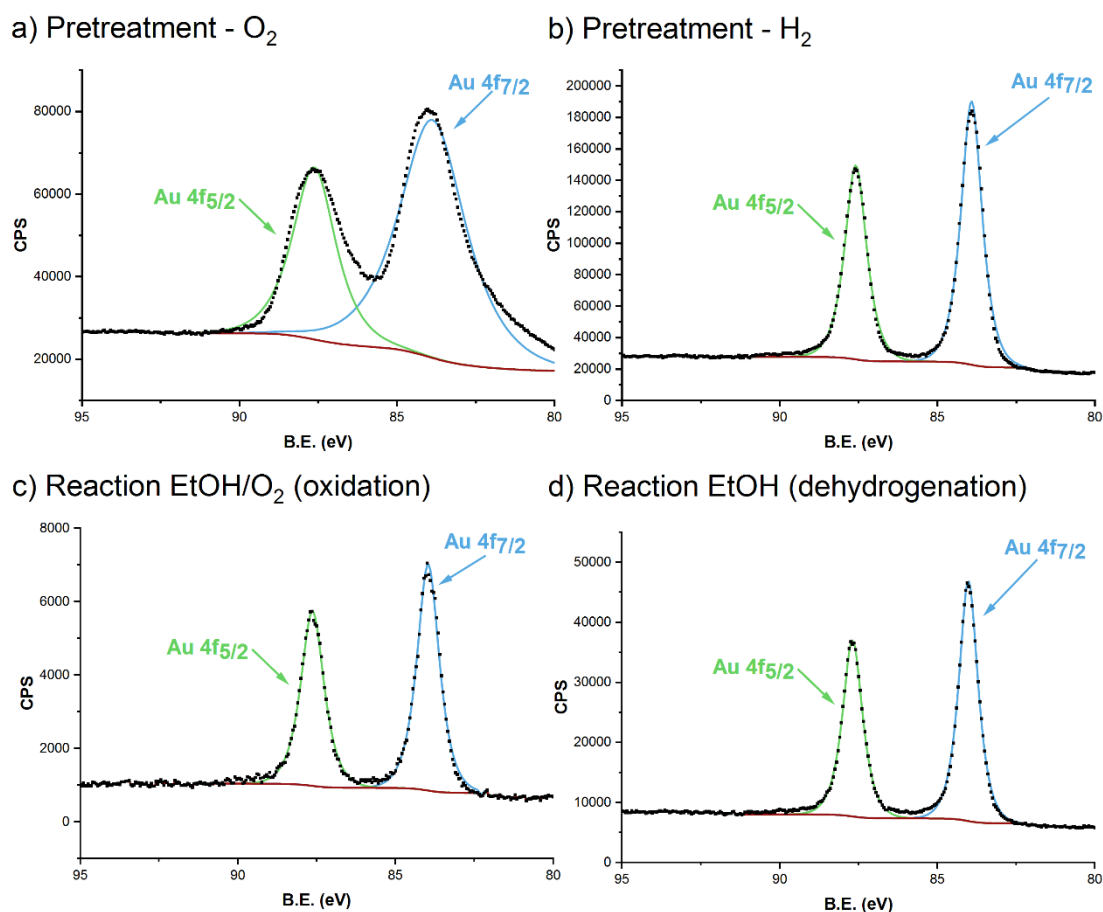 a) Pretreatment - O₂
80000
60000
40000
20000
CPS
Au 4f5/2
Au 4f7/2
95
90
85
80
B.E. (eV)
b) Pretreatment - H₂
200000
180000
160000
140000
120000
100000
80000
60000
40000
20000
0
CPS
Au 4f5/2
Au 4f7/2
95
90
85
80
B.E. (eV)
c) Reaction EtOH/O₂ (oxidation)
8000
6000
4000
2000
0
CPS
Au 4f5/2
Au 4f7/2
95
90
85
80
B.E. (eV)
d) Reaction EtOH (dehydrogenation)
50000
40000
30000
20000
10000
0
CPS
Au 4f5/2
Au 4f7/2
95
90
85
80
B.E. (eV)